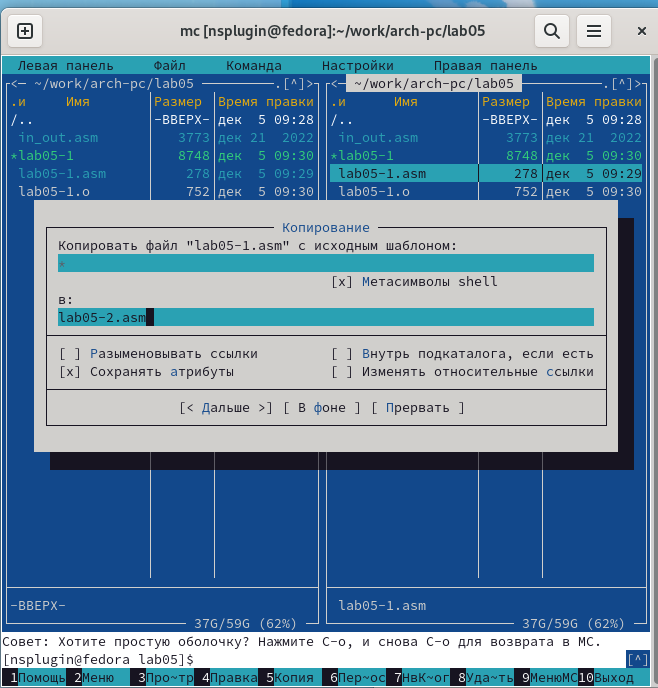 mc [nsplugin@fedora]:~/work/arch-pc/lab05
Левая панель Файл Команда Настройки Правая панель
<─ ~/work/arch-pc/lab05 .[^]> <─ ~/work/arch-pc/lab05 .[^]>
.и Имя Размер Время правки .и Имя Размер Время правки
/.. -ВВЕРХ- дек 5 09:28 /.. -ВВЕРХ- дек 5 09:28
in_out.asm 3773 дек 21 2022 in_out.asm 3773 дек 21 2022
*lab05-1 8748 дек 5 09:30 *lab05-1 8748 дек 5 09:30
lab05-1.asm 278 дек 5 09:29 lab05-1.asm 278 дек 5 09:29
lab05-1.o 752 дек 5 09:30 lab05-1.o 752 дек 5 09:30
Копирование
Копировать файл "lab05-1.asm" с исходным шаблоном:
*
[x] Метасимволы shell
в:
lab05-2.asm
[ ] Разыменовывать ссылки [ ] Внутрь подкаталога, если есть
[x] Сохранять атрибуты [ ] Изменять относительные ссылки
[< Дальше >] [ В фоне ] [ Прервать ]
-ВВЕРХ- lab05-1.asm
37G/59G (62%) 37G/59G (62%)
Совет: Хотите простую оболочку? Нажмите C-o, и снова C-o для возврата в MC.
[nsplugin@fedora lab05]$ [^]
1Помощь 2Меню 3Про~тр 4Правка 5Копия 6Пер~ос 7НвК~ог 8Уда~ть 9МенюMC 10Выход